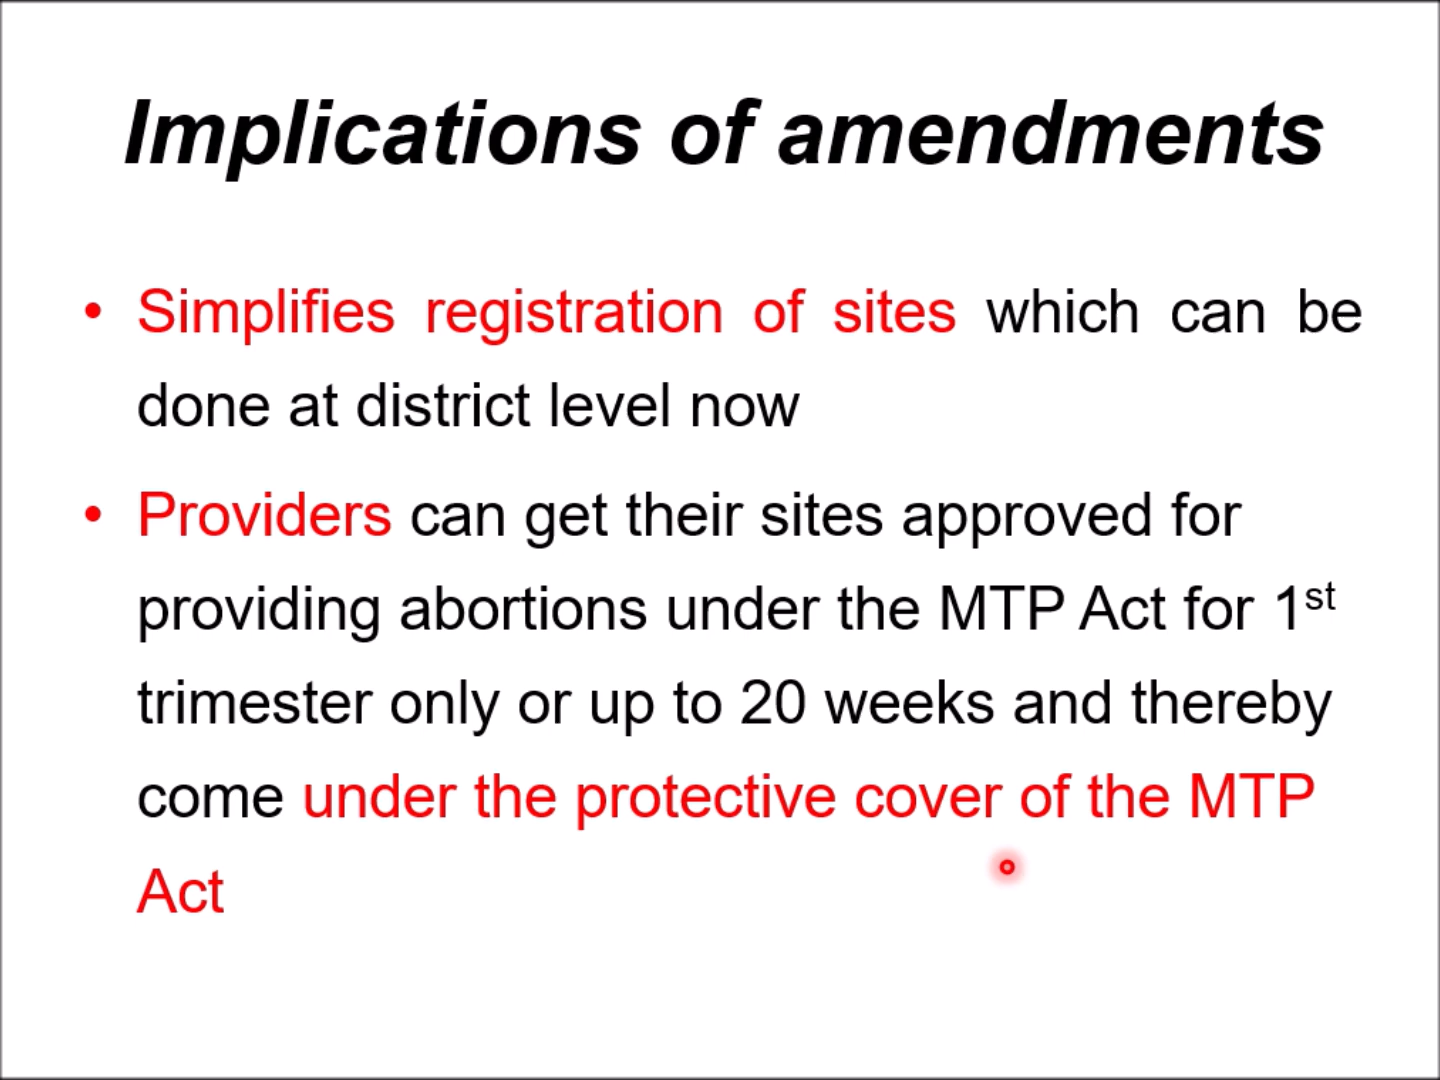 Implications of amendments
• Simplifies registration of sites which can be
done at district level now
• Providers can get their sites approved for
providing abortions under the MTP Act for 1st
trimester only or up to 20 weeks and thereby
come under the protective cover of the MTP
Act